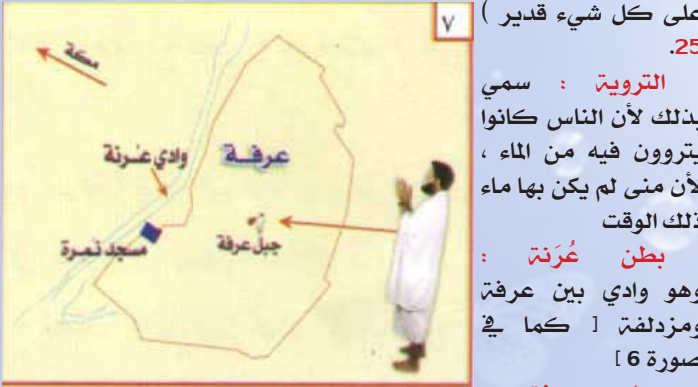 على كل شيء قدير )
25.
التروية : سمي
بذلك لأن الناس كانوا
يتروون فيه من الماء ،
لأن منى لم يكن بها ماء
ذلك الوقت
بطن عُرَنة :
وهو وادي بين عرفة
ومزدلفة [ كما في
صورة 6 ]
٧
مكة
وادي عرنة
عرفة
مسجد نمرة
جبل عرفة